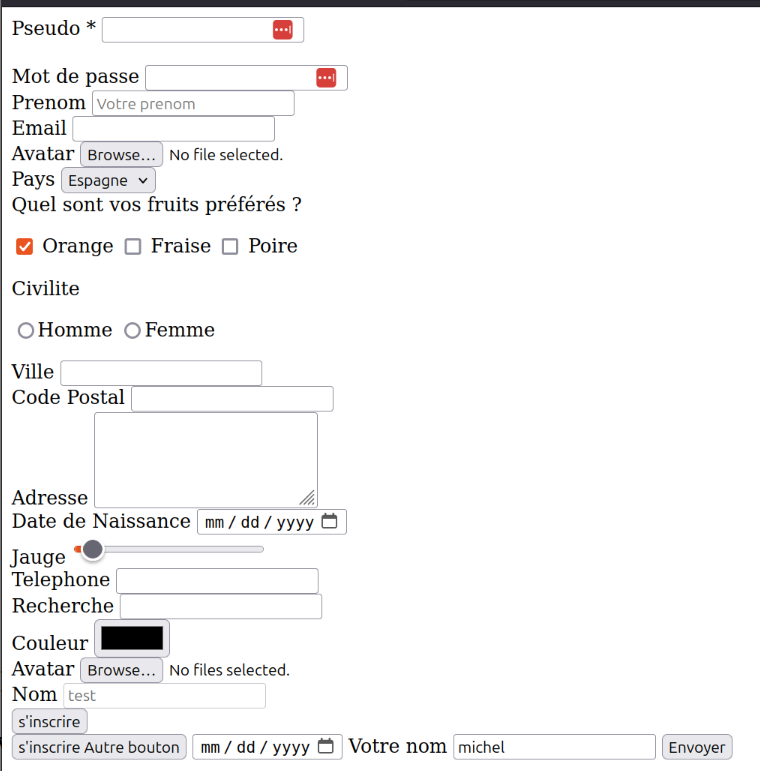 Pseudo *
Mot de passe
Prenom Votre prenom
Email
Avatar Browse... No file selected.
Pays Espagne
Quel sont vos fruits préférés ?
Orange Fraise Poire
Civilite
Homme Femme
Ville
Code Postal
Adresse
Date de Naissance mm / dd / yyyy
Jauge
Telephone
Recherche
Couleur
Avatar Browse... No files selected.
Nom test
s'inscrire
s'inscrire Autre bouton mm / dd / yyyy Votre nom michel Envoyer